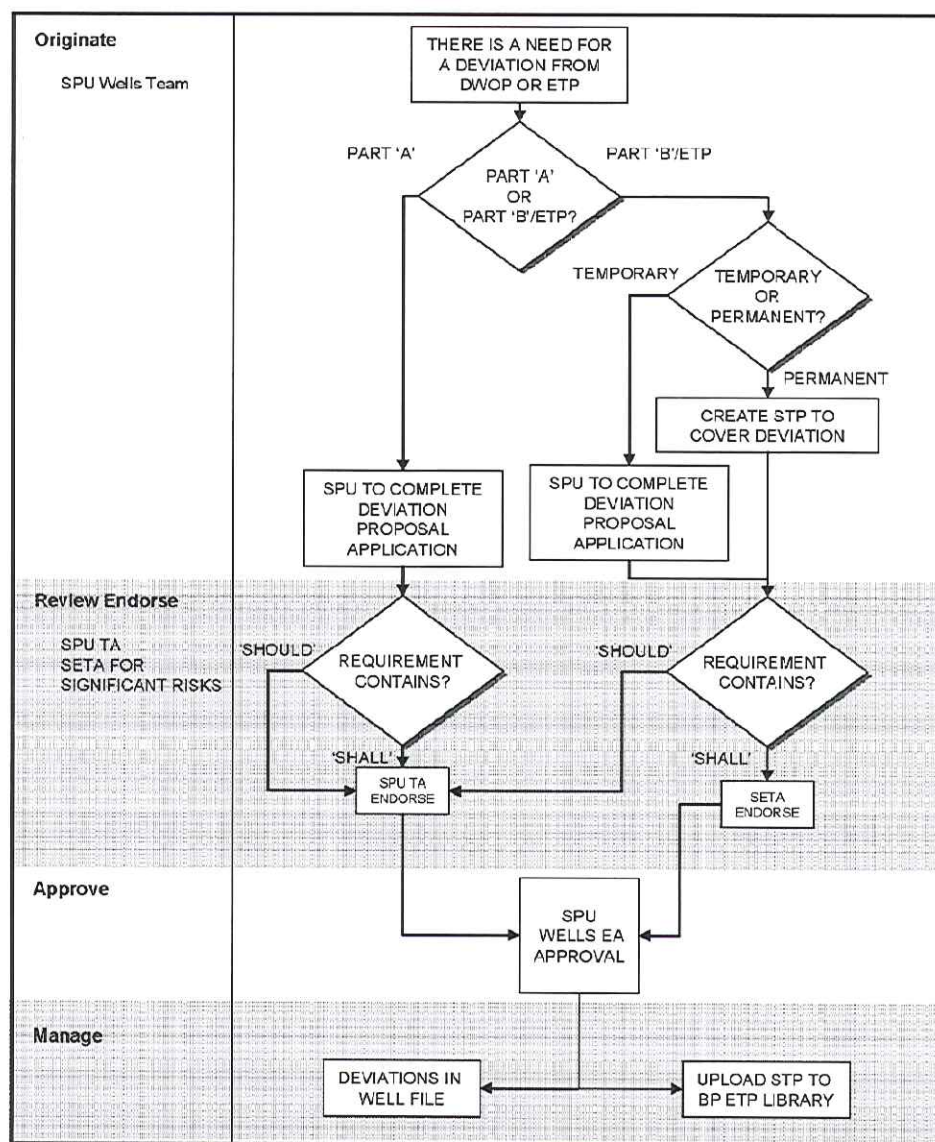 Originate
SPU Wells Team
THERE IS A NEED FOR
A DEVIATION FROM
DWOP OR ETP
PART ‘A’
PART ‘B’/ETP
PART ‘A’
OR
PART ‘B’/ETP?
TEMPORARY
TEMPORARY
OR
PERMANENT?
PERMANENT
CREATE STP TO
COVER DEVIATION
SPU TO COMPLETE
DEVIATION
PROPOSAL
APPLICATION
SPU TO COMPLETE
DEVIATION
PROPOSAL
APPLICATION
Review Endorse
SPU TA
SETA FOR
SIGNIFICANT RISKS
‘SHOULD’
REQUIREMENT
CONTAINS?
‘SHALL’
SPU TA
ENDORSE
‘SHOULD’
REQUIREMENT
CONTAINS?
‘SHALL’
SETA
ENDORSE
Approve
SPU
WELLS EA
APPROVAL
Manage
DEVIATIONS IN
WELL FILE
UPLOAD STP TO
BP ETP LIBRARY